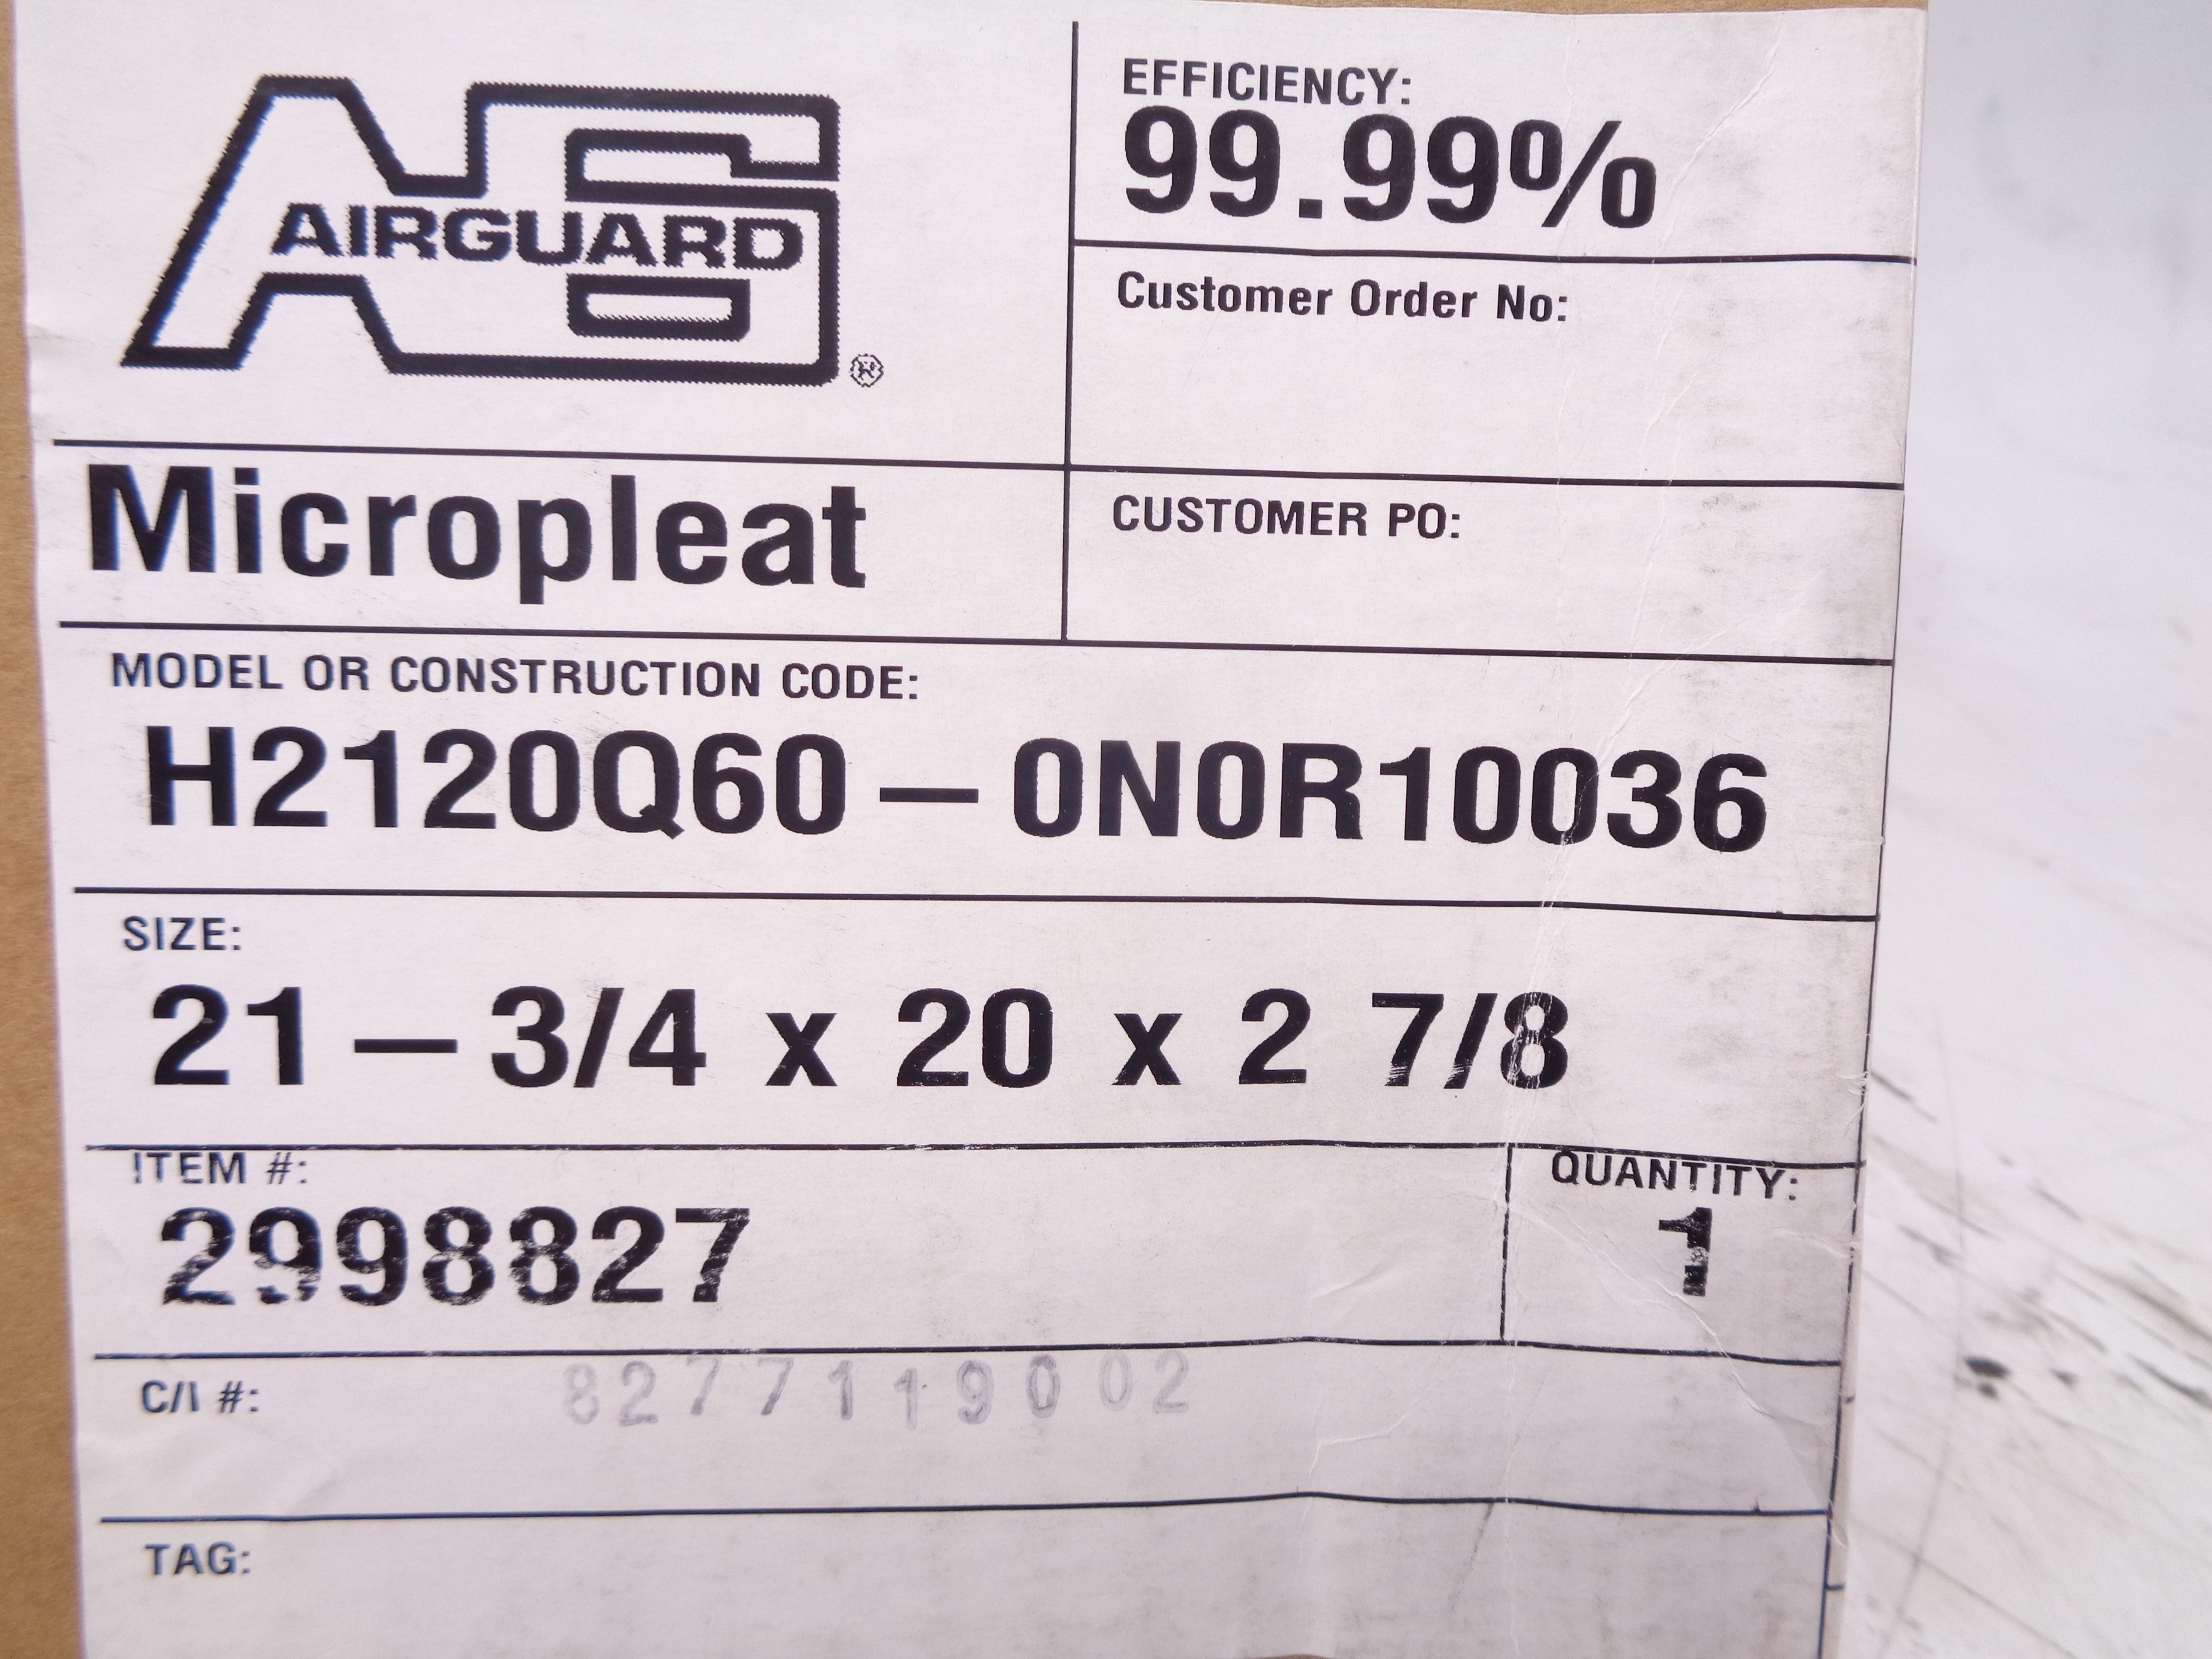 AIRGUARD®
EFFICIENCY:
99.99%
Customer Order No:
Micropleat
CUSTOMER PO:
MODEL OR CONSTRUCTION CODE:
H2120Q60-0N0R10036
SIZE:
21-3/4 x 20 x 2 7/8
ITEM #:
2998827
QUANTITY:
1
C/I #: 8277119002
TAG: